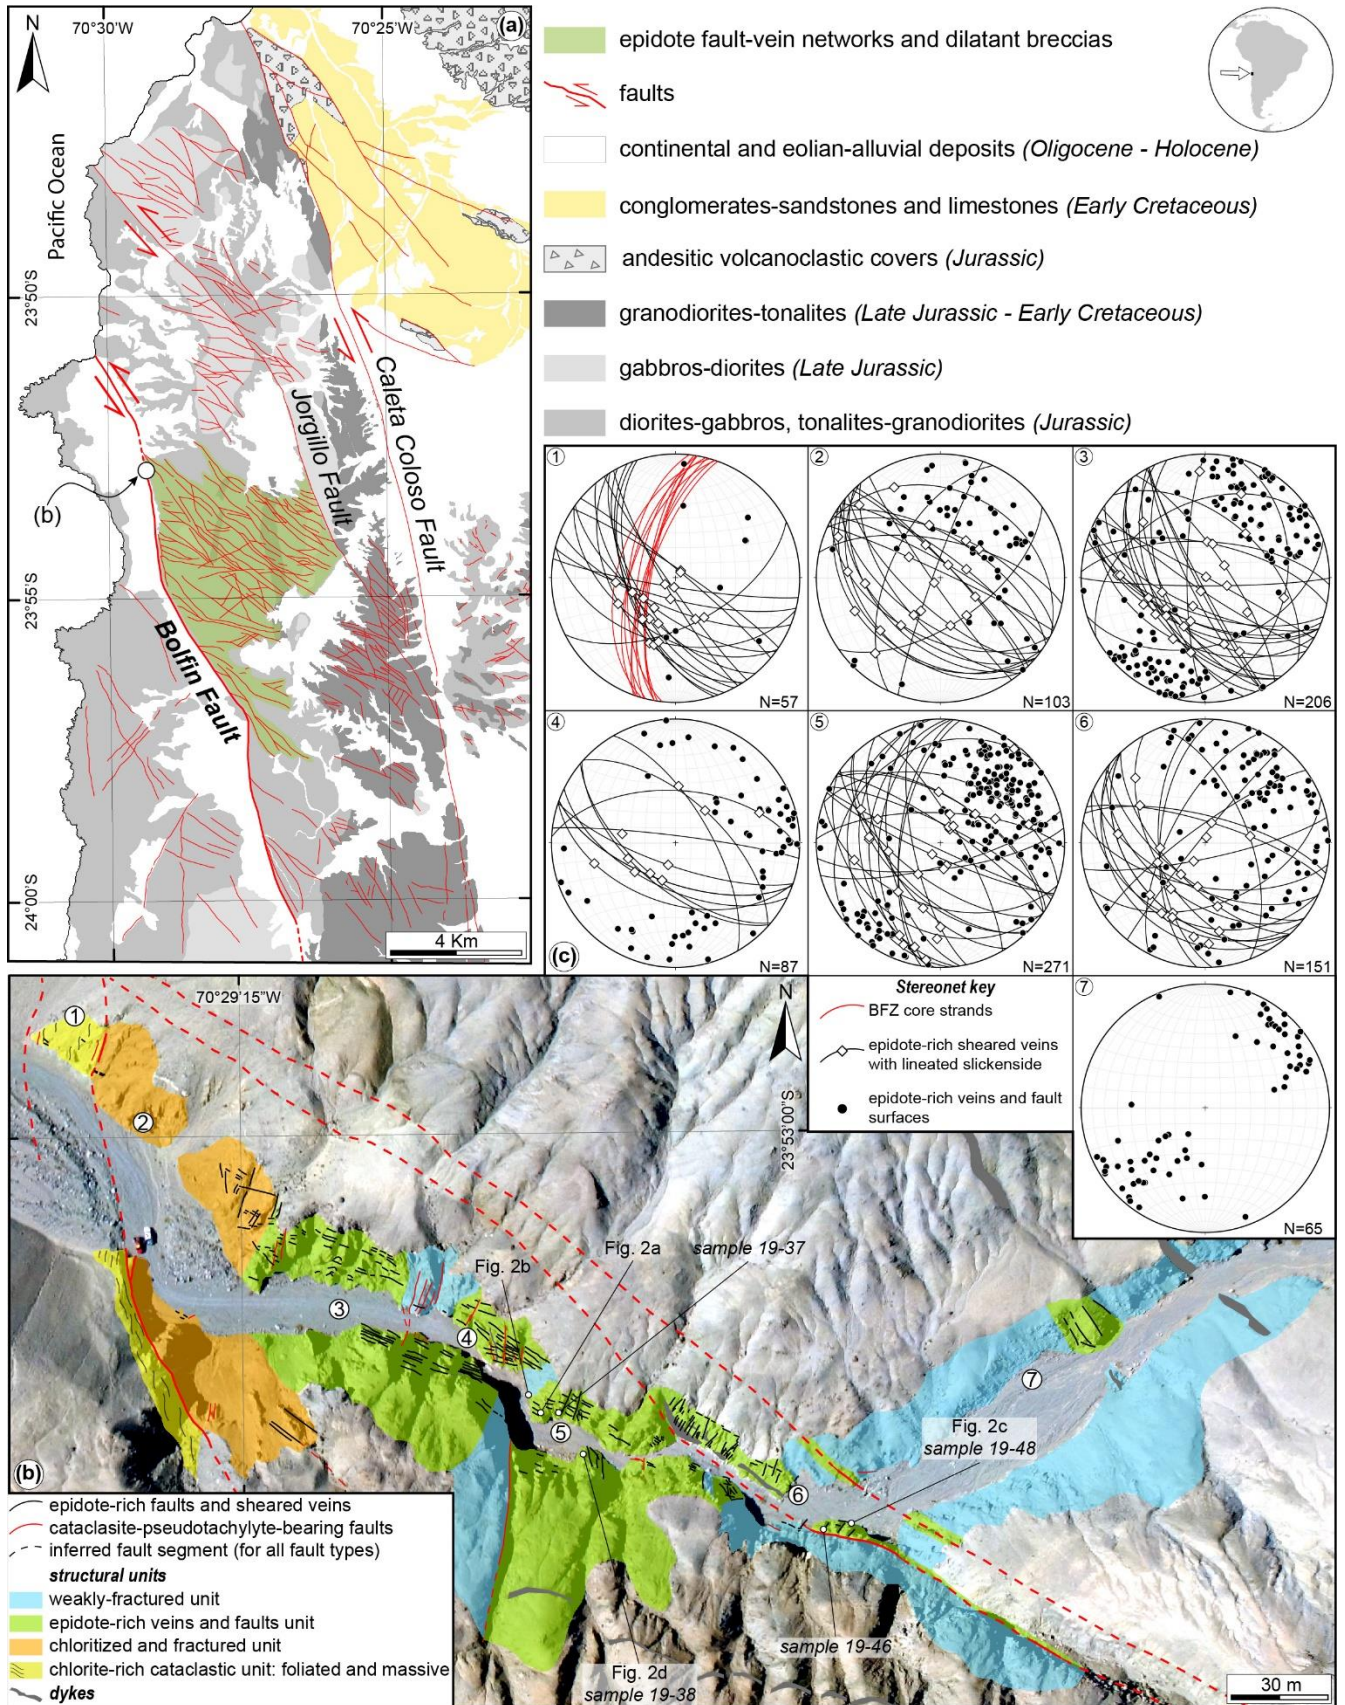 N
70°30'W
70°25'W
(a)
Pacific Ocean
23°50'S
23°55'S
24°00'S
(b)
Bolfin Fault
Jorgillo Fault
Caleta Coloso Fault
4 Km
epidote fault-vein networks and dilatant breccias
faults
continental and eolian-alluvial deposits (Oligocene - Holocene)
conglomerates-sandstones and limestones (Early Cretaceous)
andesitic volcanoclastic covers (Jurassic)
granodiorites-tonalites (Late Jurassic - Early Cretaceous)
gabbros-diorites (Late Jurassic)
diorites-gabbros, tonalites-granodiorites (Jurassic)
1
N=57
2
N=103
3
N=206
4
N=87
5
N=271
6
N=151
(c)
7
N=65
Stereonet key
BFZ core strands
epidote-rich sheared veins
with lineated slickenside
epidote-rich veins and fault
surfaces
70°29'15"W
N
23°53'00"S
1
2
3
4
5
6
7
Fig. 2b
Fig. 2a
sample 19-37
Fig. 2c
sample 19-48
sample 19-46
Fig. 2d
sample 19-38
30 m
(b)
epidote-rich faults and sheared veins
cataclasite-pseudotachylyte-bearing faults
inferred fault segment (for all fault types)
structural units
weakly-fractured unit
epidote-rich veins and faults unit
chloritized and fractured unit
chlorite-rich cataclastic unit: foliated and massive
dykes